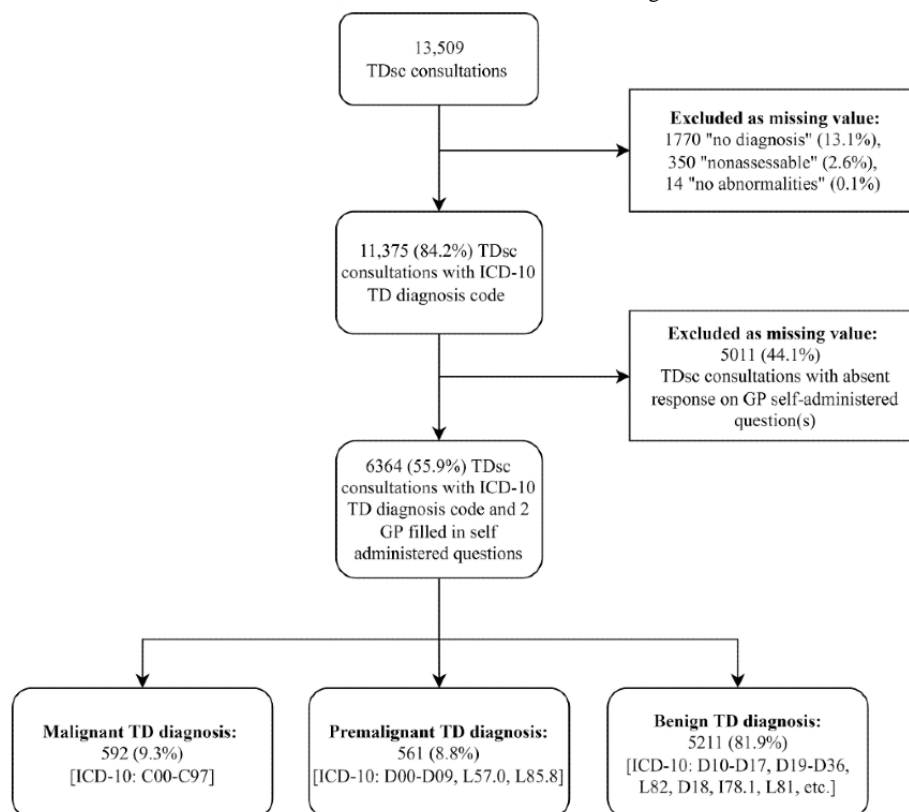 13,509
TDsc consultations
Excluded as missing value:
1770 "no diagnosis" (13.1%),
350 "nonassessable" (2.6%),
14 "no abnormalities" (0.1%)
11,375 (84.2%) TDsc
consultations with ICD-10
TD diagnosis code
Excluded as missing value:
5011 (44.1%)
TDsc consultations with absent
response on GP self-administered
question(s)
6364 (55.9%) TDsc
consultations with ICD-10
TD diagnosis code and 2
GP filled in self
administered questions
Malignant TD diagnosis:
592 (9.3%)
[ICD-10: C00-C97]
Premalignant TD diagnosis:
561 (8.8%)
[ICD-10: D00-D09, L57.0, L85.8]
Benign TD diagnosis:
5211 (81.9%)
[ICD-10: D10-D17, D19-D36,
L82, D18, I78.1, L81, etc.]